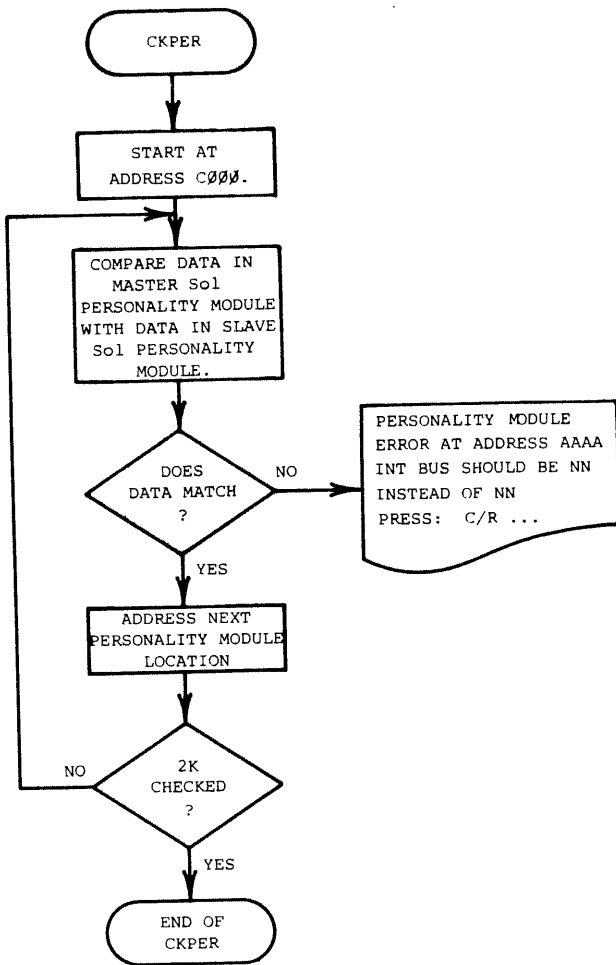 CKPER
START AT
ADDRESS CØØØ.
COMPARE DATA IN
MASTER Sol
PERSONALITY MODULE
WITH DATA IN SLAVE
Sol PERSONALITY
MODULE.
DOES
DATA MATCH
?
NO
PERSONALITY MODULE
ERROR AT ADDRESS AAAA
INT BUS SHOULD BE NN
INSTEAD OF NN
PRESS: C/R ...
YES
ADDRESS NEXT
PERSONALITY MODULE
LOCATION
2K
CHECKED
?
NO
YES
END OF
CKPER